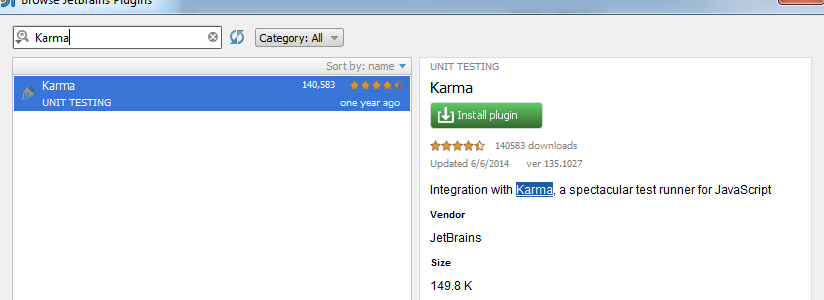 Browse JetBrains Plugins
Karma
Category: All
Sort by: name
Karma 140,583
UNIT TESTING one year ago
UNIT TESTING
Karma
Install plugin
140583 downloads
Updated 6/6/2014 ver 135.1027
Integration with Karma, a spectacular test runner for JavaScript
Vendor
JetBrains
Size
149.8 K